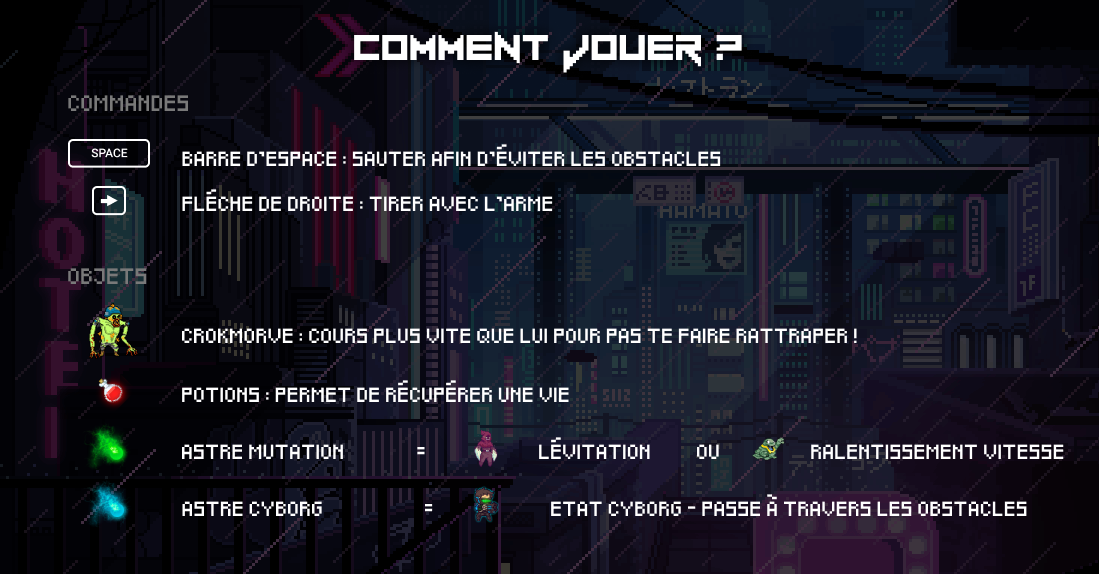 COMMENT JOUER ?
COMMANDES
SPACE
BARRE D'ESPACE : SAUTER AFIN D'ÉVITER LES OBSTACLES
FLÉCHE DE DROITE : TIRER AVEC L'ARME
OBJETS
CROKMORVE : COURS PLUS VITE QUE LUI POUR PAS TE FAIRE RATTRAPER !
POTIONS : PERMET DE RÉCUPÉRER UNE VIE
ASTRE MUTATION = LÉVITATION OU RALENTISSEMENT VITESSE
ASTRE CYBORG = ETAT CYBORG - PASSE À TRAVERS LES OBSTACLES
HOTEL